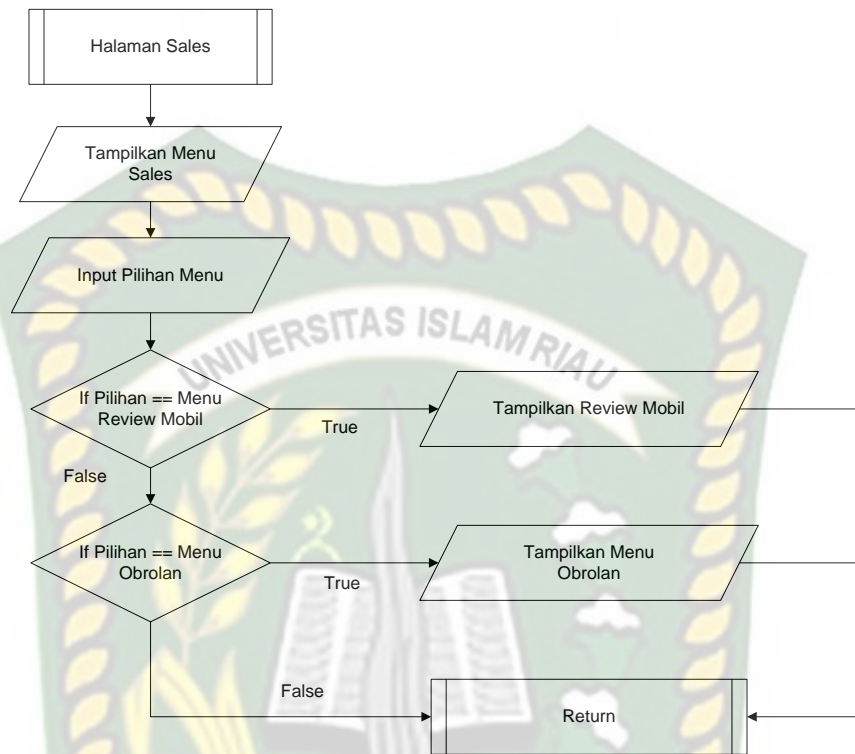 Halaman Sales
Tampilkan Menu
Sales
Input Pilihan Menu
UNIVERSITAS ISLAM RIAU
If Pilihan == Menu
Review Mobil
True
Tampilkan Review Mobil
False
If Pilihan == Menu
Obrolan
True
Tampilkan Menu
Obrolan
False
Return